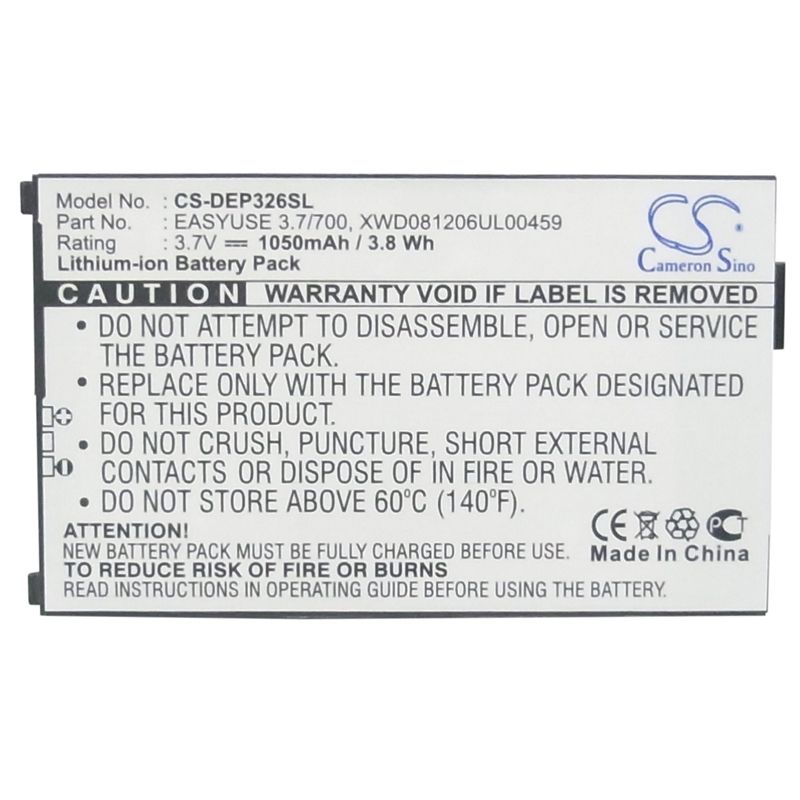 Model No. : CS-DEP326SL
Part No. : EASYUSE 3.7/700, XWD081206UL00459
Rating : 3.7V 1050mAh / 3.8 Wh
Lithium-ion Battery Pack
CS
Cameron Sino
CAUTION WARRANTY VOID IF LABEL IS REMOVED
• DO NOT ATTEMPT TO DISASSEMBLE, OPEN OR SERVICE
THE BATTERY PACK.
• REPLACE ONLY WITH THE BATTERY PACK DESIGNATED
FOR THIS PRODUCT.
• DO NOT CRUSH, PUNCTURE, SHORT EXTERNAL
CONTACTS OR DISPOSE OF IN FIRE OR WATER.
• DO NOT STORE ABOVE 60°C (140°F).
ATTENTION!
NEW BATTERY PACK MUST BE FULLY CHARGED BEFORE USE
TO REDUCE RISK OF FIRE OR BURNS
READ INSTRUCTIONS AND OPERATING GUIDE BEFORE USING.
CE PCT
Made In China